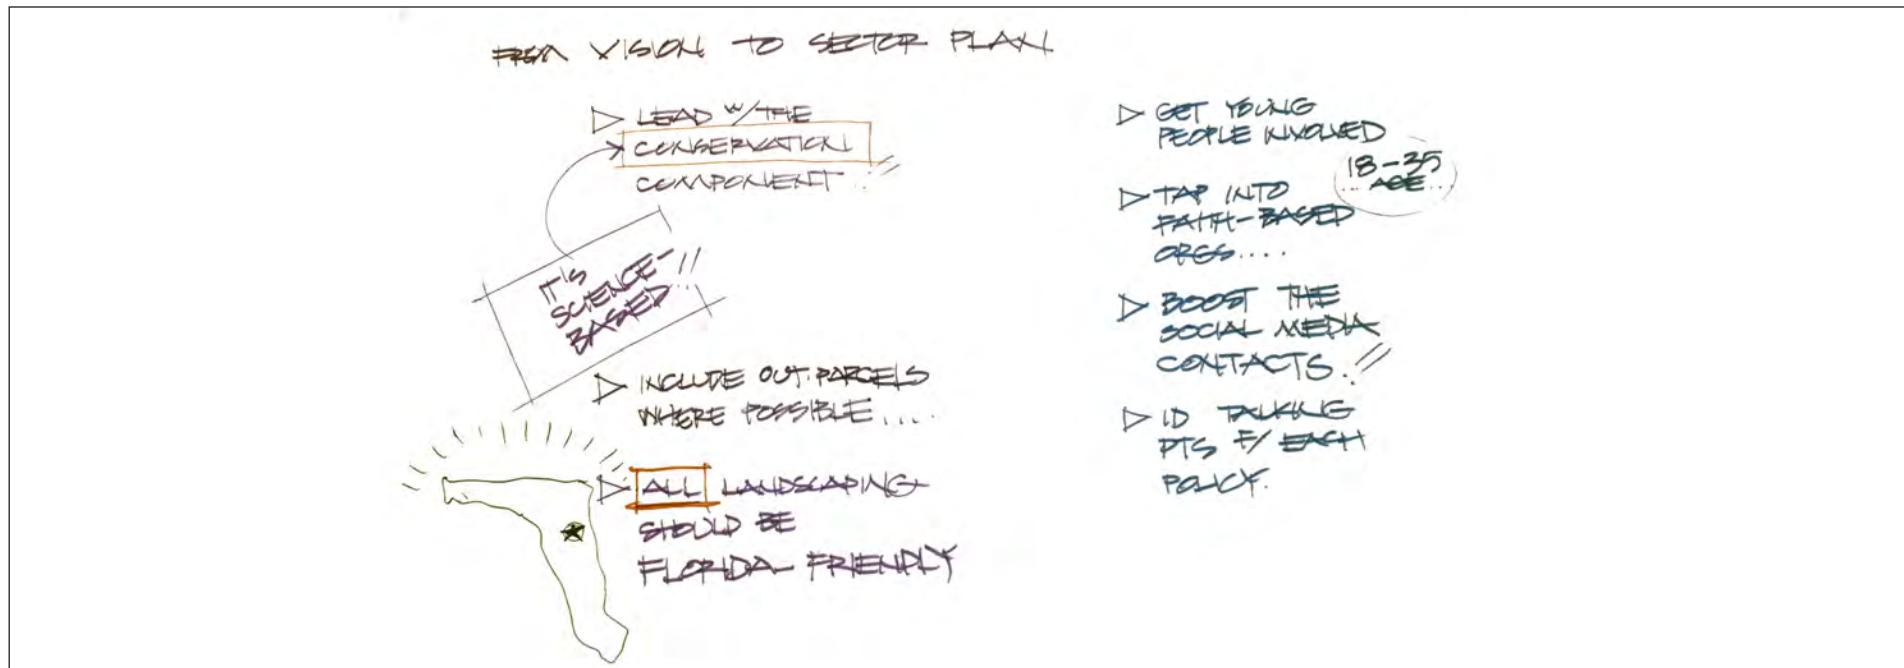 FROM VISION TO SECTOR PLAN
▷ LEAD W/THE
CONSERVATION
COMPONENT..!!
IT'S
SCIENCE-
BASED..!!
▷ INCLUDE OUT.PARCELS
WHERE POSSIBLE....
▷ ALL LANDSCAPING
SHOULD BE
FLORIDA-FRIENDLY
▷ GET YOUNG
PEOPLE INVOLVED
18-35
...AGE...
▷ TAP INTO
FAITH-BASED
ORGS....
▷ BOOST THE
SOCIAL MEDIA
CONTACTS..!!
▷ ID TALKING
PTS F/ EACH
POLICY.